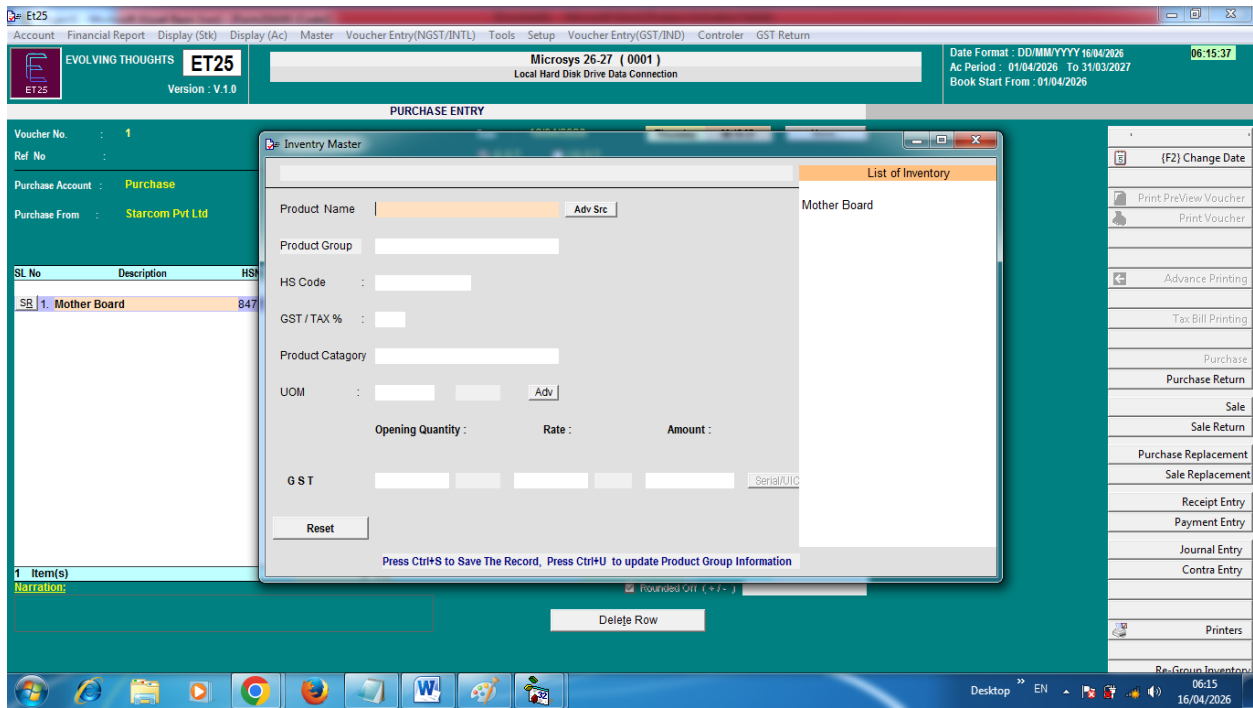 Et25
Account Financial Report Display (Stk) Display (Ac) Master Voucher Entry(NGST/INTL) Tools Setup Voucher Entry(GST/IND) Controler GST Return
EVOLVING THOUGHTS ET25
ET25
Version : V.1.0
Microsys 26-27 ( 0001 )
Local Hard Disk Drive Data Connection
Date Format : DD/MM/YYYY 16/04/2026
Ac Period : 01/04/2026 To 31/03/2027
Book Start From : 01/04/2026
06:15:37
PURCHASE ENTRY
Voucher No. : 1
Ref No :
Purchase Account : Purchase
Purchase From : Starcom Pvt Ltd
SL No Description HSN
SR 1. Mother Board 847
1 Item(s)
Narration:
Rounded Off ( + / - )
Delete Row
Inventry Master
Product Name Adv Src
Product Group
HS Code :
GST / TAX % :
Product Catagory
UOM : Adv
Opening Quantity : Rate : Amount :
G S T Serial/UIC
Reset
Press Ctrl+S to Save The Record, Press Ctrl+U to update Product Group Information
List of Inventory
Mother Board
{F2} Change Date
Print PreView Voucher
Print Voucher
Advance Printing
Tax Bill Printing
Purchase
Purchase Return
Sale
Sale Return
Purchase Replacement
Sale Replacement
Receipt Entry
Payment Entry
Journal Entry
Contra Entry
Printers
Re-Group Inventory
Desktop » EN 06:15
16/04/2026